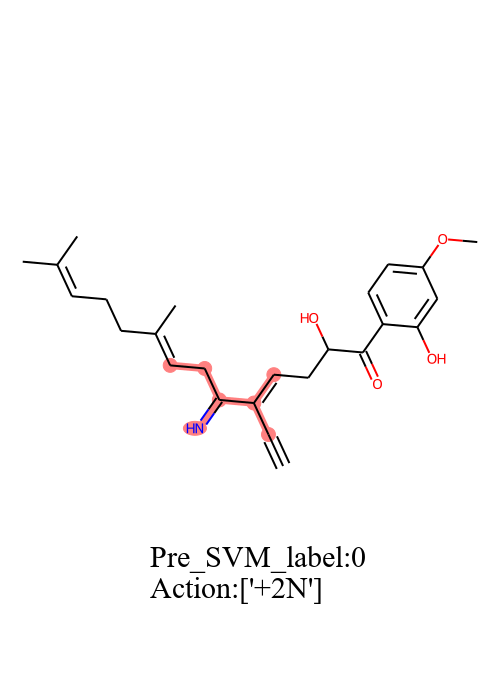 O
HO
OH
O
HN
Pre_SVM_label:0
Action:['+2N']